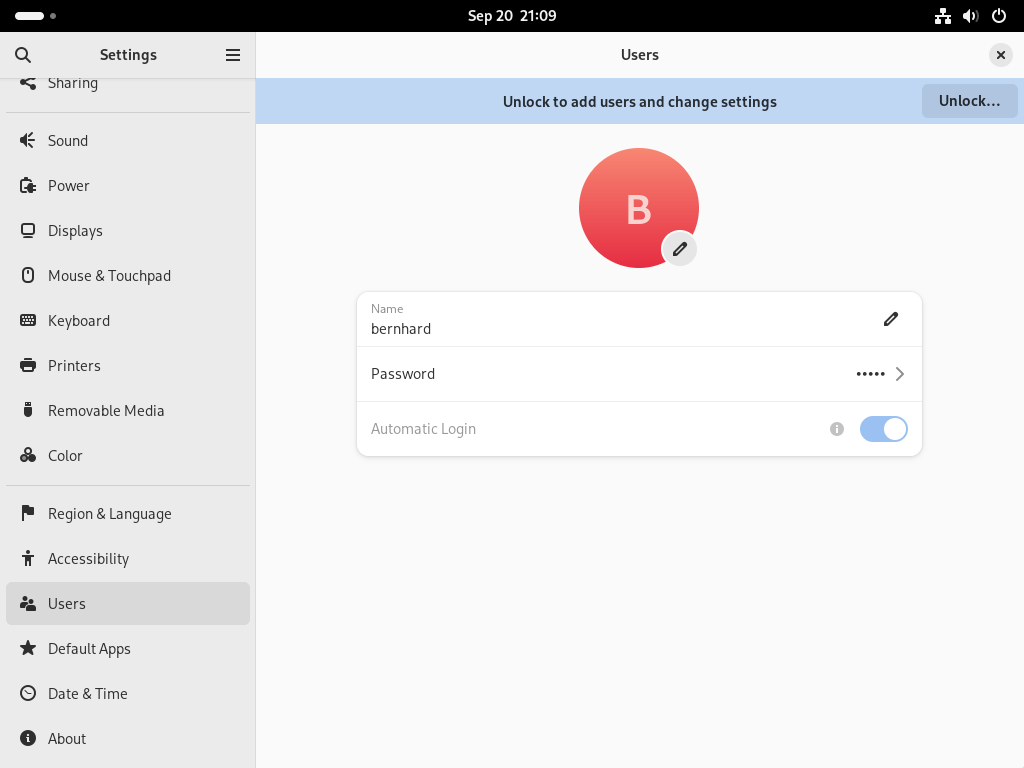 Sep 20 21:09
Settings
Users
Sharing
Unlock to add users and change settings
Unlock...
Sound
Power
Displays
Mouse & Touchpad
Keyboard
Printers
Removable Media
Color
Region & Language
Accessibility
Users
Default Apps
Date & Time
About
B
Name
bernhard
Password
•••••
Automatic Login